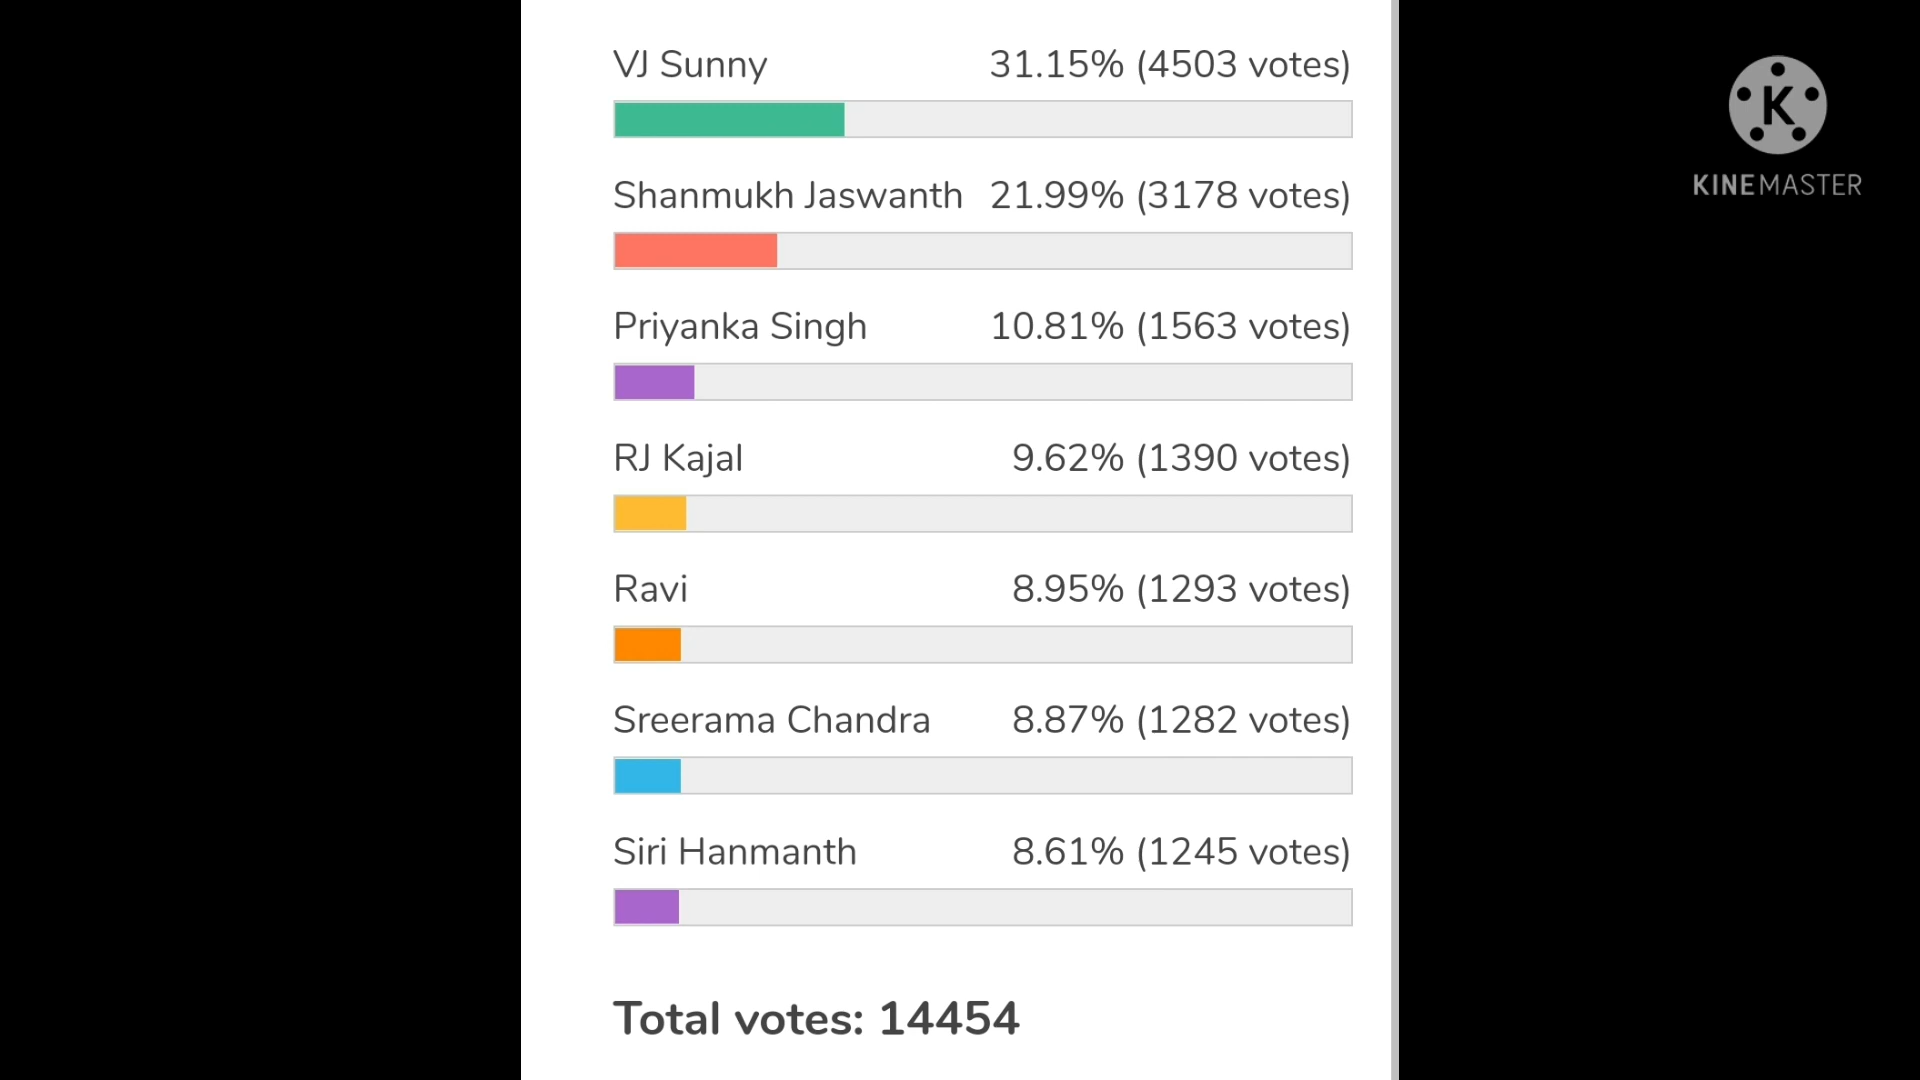 VJ Sunny 31.15% (4503 votes)
Shanmukh Jaswanth 21.99% (3178 votes)
Priyanka Singh 10.81% (1563 votes)
RJ Kajal 9.62% (1390 votes)
Ravi 8.95% (1293 votes)
Sreerama Chandra 8.87% (1282 votes)
Siri Hanmanth 8.61% (1245 votes)
Total votes: 14454
K
KINEMASTER